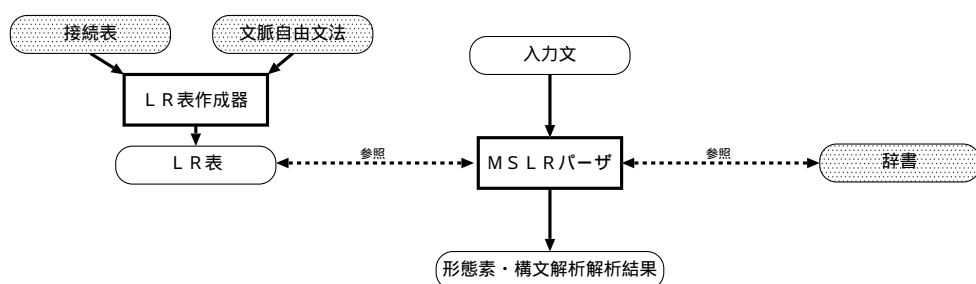 接続表
文脈自由文法
入力文
ＬＲ表作成器
ＬＲ表
参照
ＭＳＬＲパーザ
参照
辞書
形態素・構文解析解析結果